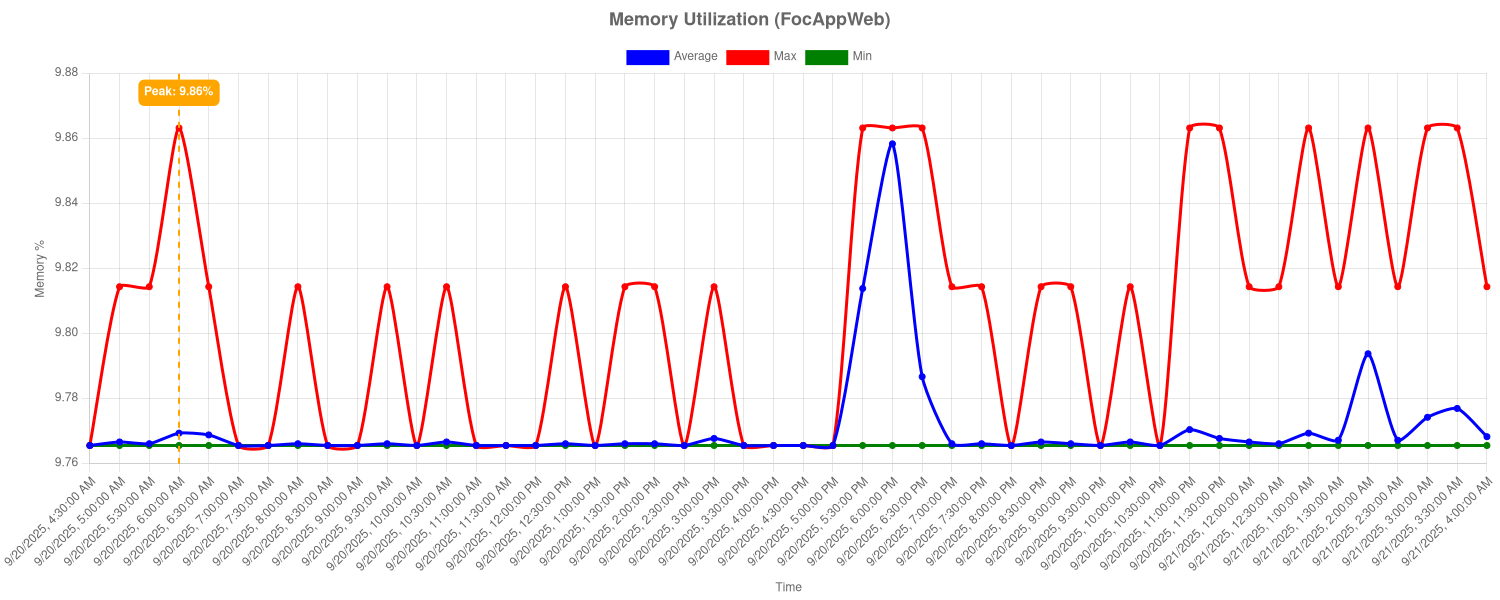 Memory Utilization (FocAppWeb)
Average Max Min
9.88
Peak: 9.86%
9.86
9.84
9.82
9.80
9.78
9.76
Memory %
9/20/2025, 4:30:00 AM
9/20/2025, 5:00:00 AM
9/20/2025, 5:30:00 AM
9/20/2025, 6:00:00 AM
9/20/2025, 6:30:00 AM
9/20/2025, 7:00:00 AM
9/20/2025, 7:30:00 AM
9/20/2025, 8:00:00 AM
9/20/2025, 8:30:00 AM
9/20/2025, 9:00:00 AM
9/20/2025, 9:30:00 AM
9/20/2025, 10:00:00 AM
9/20/2025, 10:30:00 AM
9/20/2025, 11:00:00 AM
9/20/2025, 11:30:00 AM
9/20/2025, 12:00:00 PM
9/20/2025, 12:30:00 PM
9/20/2025, 1:00:00 PM
9/20/2025, 1:30:00 PM
9/20/2025, 2:00:00 PM
9/20/2025, 2:30:00 PM
9/20/2025, 3:00:00 PM
9/20/2025, 3:30:00 PM
9/20/2025, 4:00:00 PM
9/20/2025, 4:30:00 PM
9/20/2025, 5:00:00 PM
9/20/2025, 5:30:00 PM
9/20/2025, 6:00:00 PM
9/20/2025, 6:30:00 PM
9/20/2025, 7:00:00 PM
9/20/2025, 7:30:00 PM
9/20/2025, 8:00:00 PM
9/20/2025, 8:30:00 PM
9/20/2025, 9:00:00 PM
9/20/2025, 9:30:00 PM
9/20/2025, 10:00:00 PM
9/20/2025, 10:30:00 PM
9/20/2025, 11:00:00 PM
9/20/2025, 11:30:00 PM
9/21/2025, 12:00:00 AM
9/21/2025, 12:30:00 AM
9/21/2025, 1:00:00 AM
9/21/2025, 1:30:00 AM
9/21/2025, 2:00:00 AM
9/21/2025, 2:30:00 AM
9/21/2025, 3:00:00 AM
9/21/2025, 3:30:00 AM
9/21/2025, 4:00:00 AM
Time